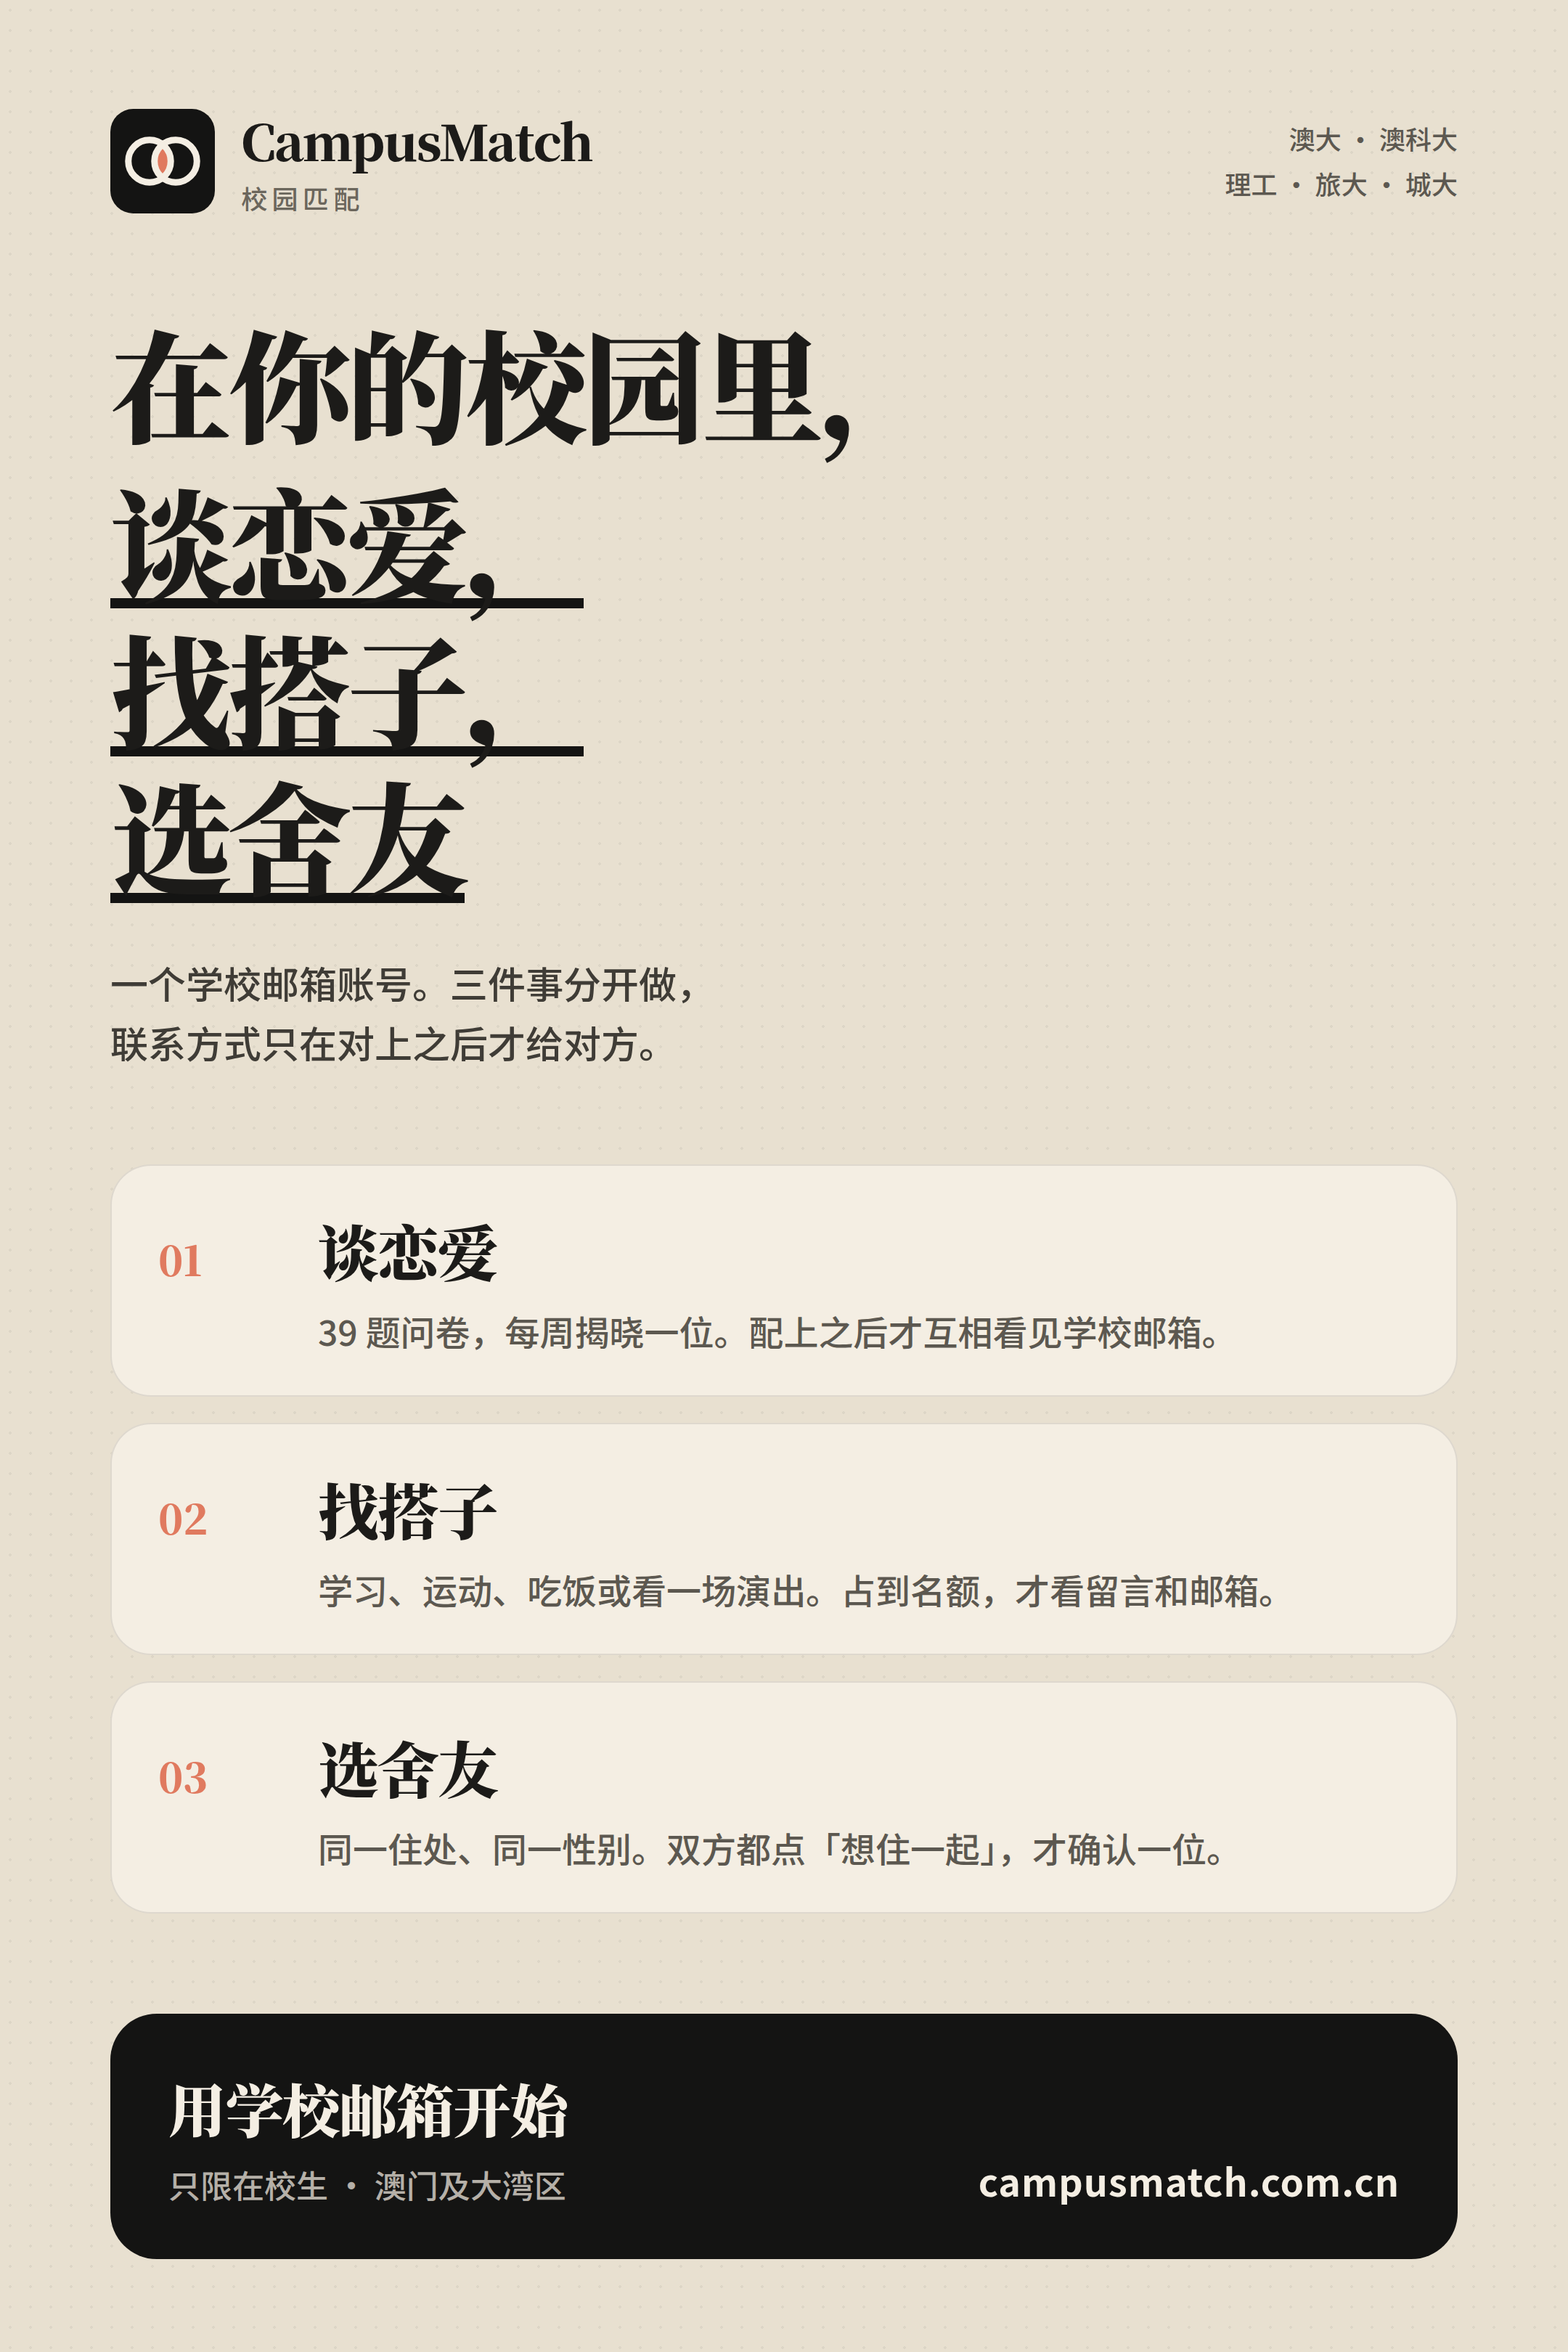 CampusMatch
校园匹配
澳大 · 澳科大
理工 · 旅大 · 城大
在你的校园里，
谈恋爱，
找搭子，
选舍友
一个学校邮箱账号。三件事分开做，
联系方式只在对上之后才给对方。
01
谈恋爱
39 题问卷，每周揭晓一位。配上之后才互相看见学校邮箱。
02
找搭子
学习、运动、吃饭或看一场演出。占到名额，才看留言和邮箱。
03
选舍友
同一住处、同一性别。双方都点「想住一起」，才确认一位。
用学校邮箱开始
只限在校生 · 澳门及大湾区
campusmatch.com.cn